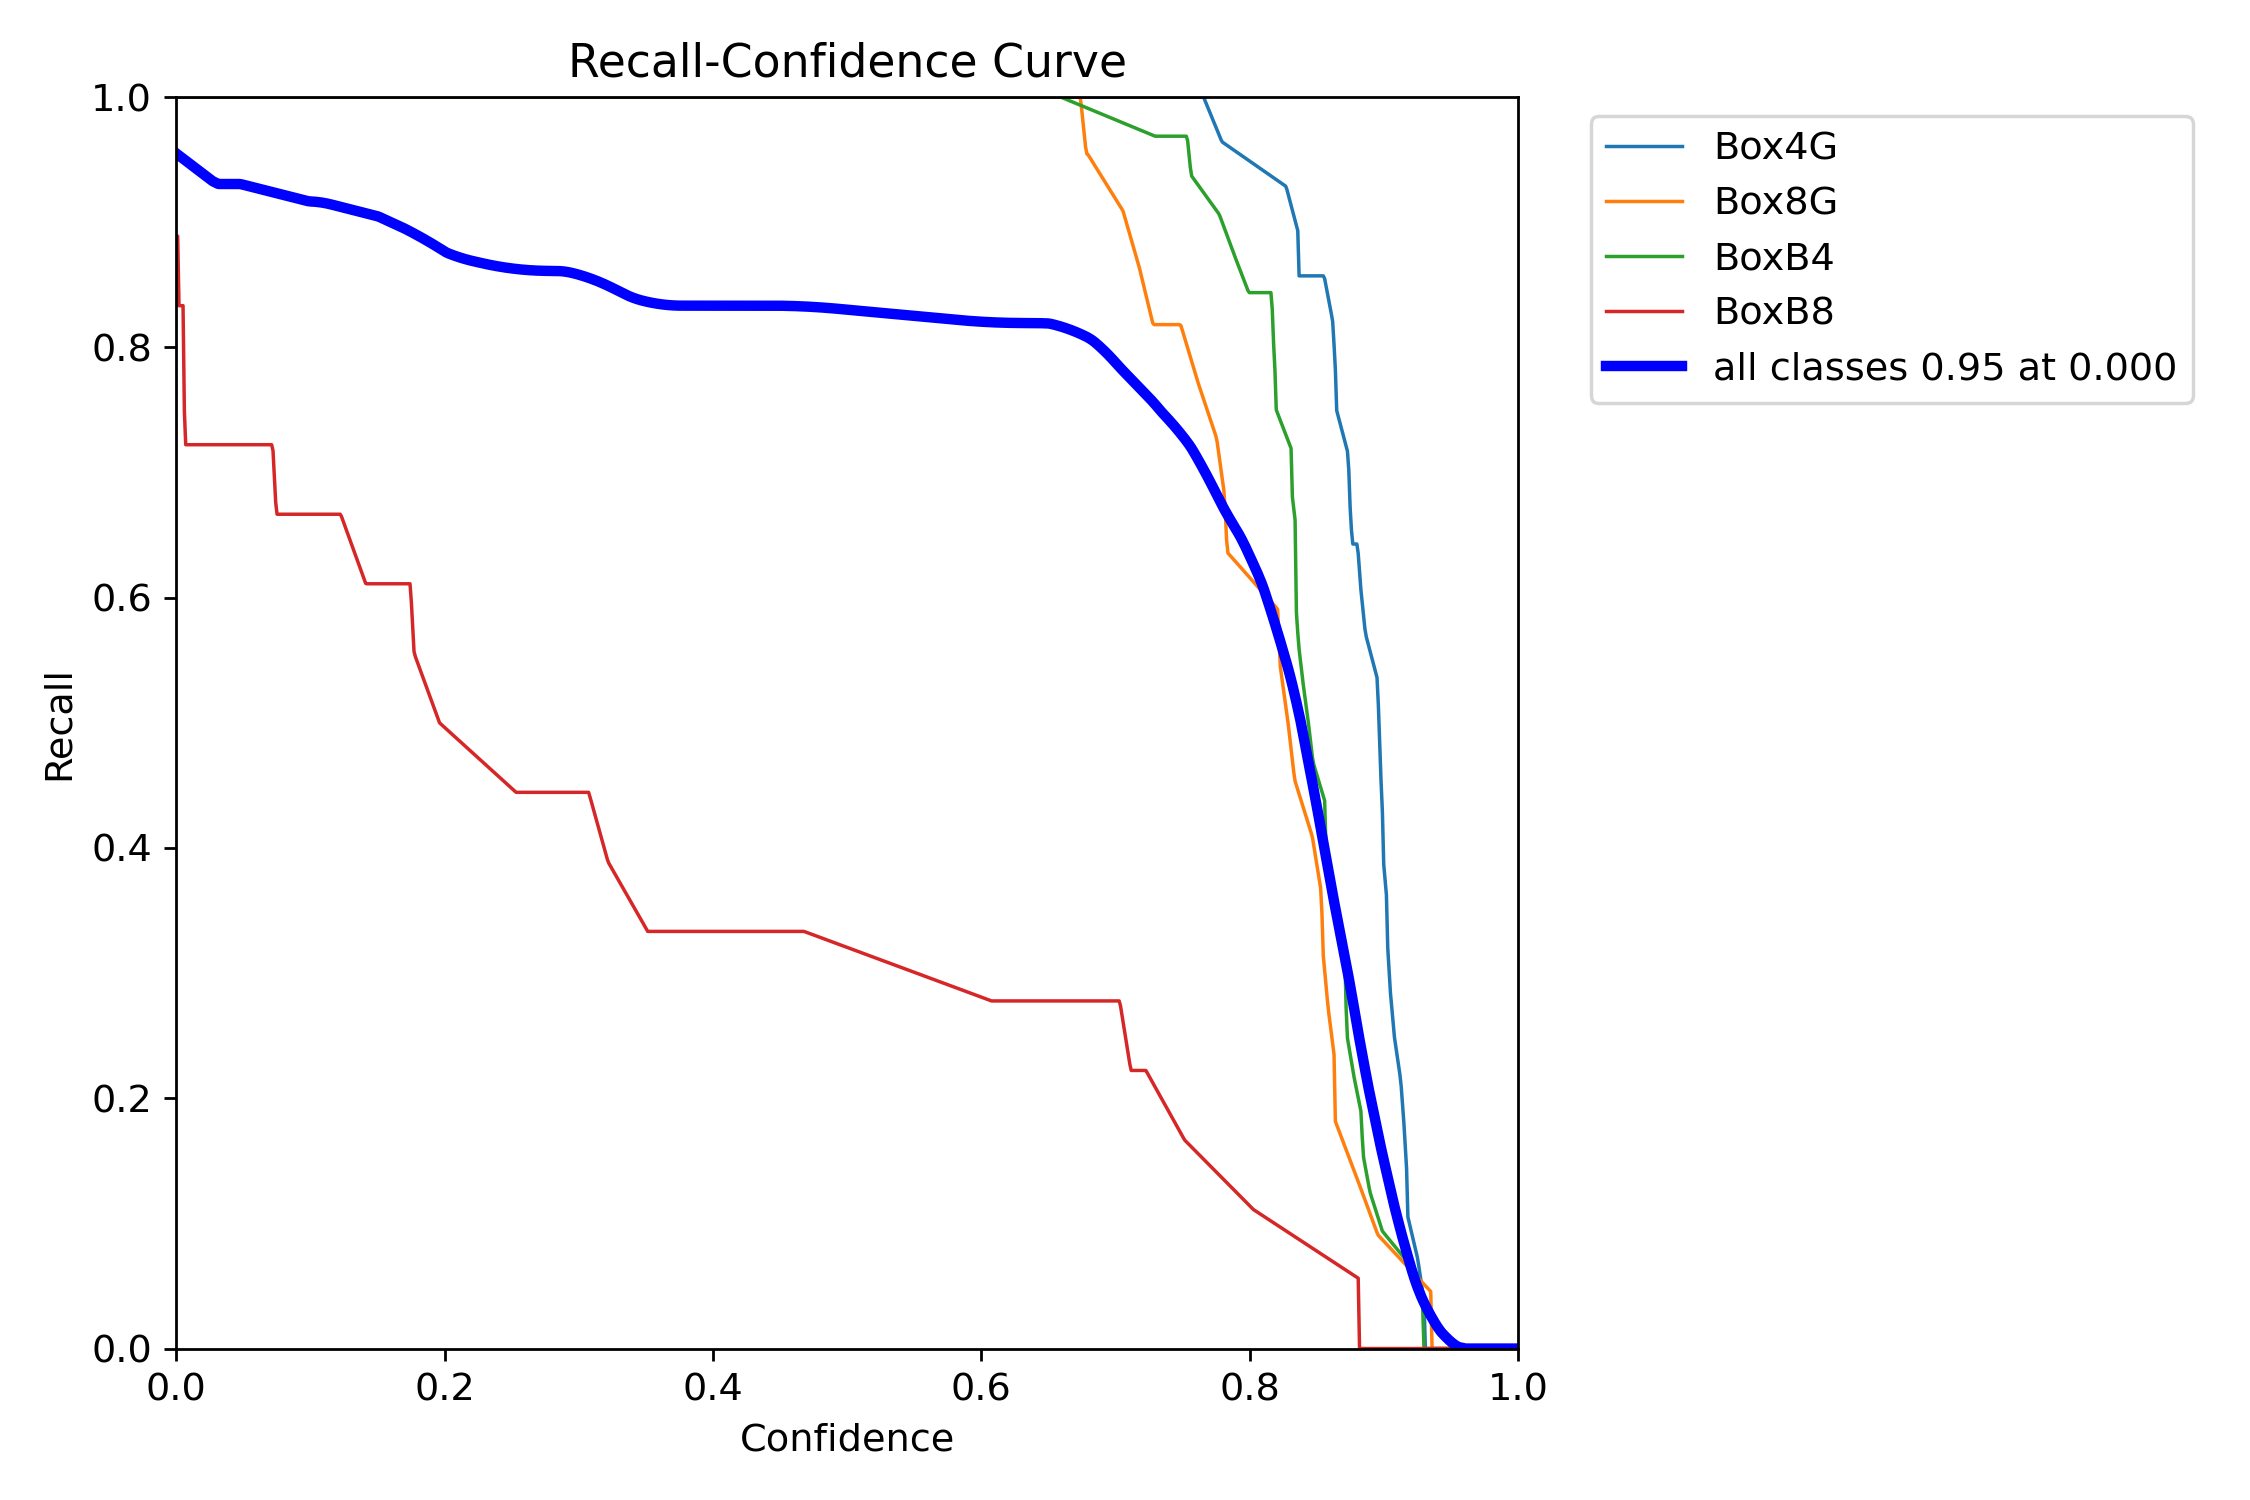 Recall-Confidence Curve
1.0
0.8
0.6
0.4
0.2
0.0
Recall
0.0 0.2 0.4 0.6 0.8 1.0
Confidence
Box4G
Box8G
BoxB4
BoxB8
all classes 0.95 at 0.000